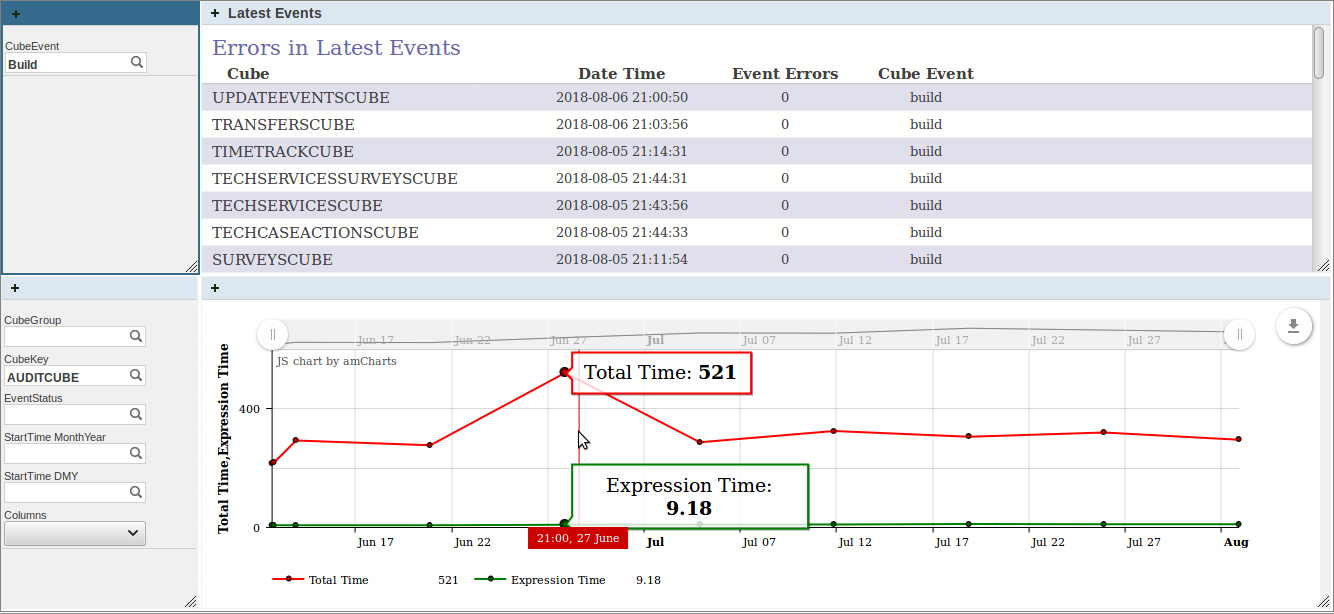 +
+ Latest Events
CubeEvent
Build
Errors in Latest Events
Cube Date Time Event Errors Cube Event
UPDATEEVENTSCUBE 2018-08-06 21:00:50 0 build
TRANSFERSCUBE 2018-08-06 21:03:56 0 build
TIMETRACKCUBE 2018-08-05 21:14:31 0 build
TECHSERVICESSURVEYSCUBE 2018-08-05 21:44:31 0 build
TECHSERVICESCUBE 2018-08-05 21:43:56 0 build
TECHCASEACTIONSCUBE 2018-08-05 21:44:33 0 build
SURVEYSCUBE 2018-08-05 21:11:54 0 build
+
+
CubeGroup
CubeKey
AUDITCUBE
EventStatus
StartTime MonthYear
StartTime DMY
Columns
Jun 17 Jun 22 Jun 27 Jul Jul 07 Jul 12 Jul 17 Jul 22 Jul 27
JS chart by amCharts
Total Time: 521
Total Time,Expression Time
400
Expression Time:
9.18
0
Jun 17 Jun 22 21:00, 27 June Jul Jul 07 Jul 12 Jul 17 Jul 22 Jul 27 Aug
Total Time 521 Expression Time 9.18